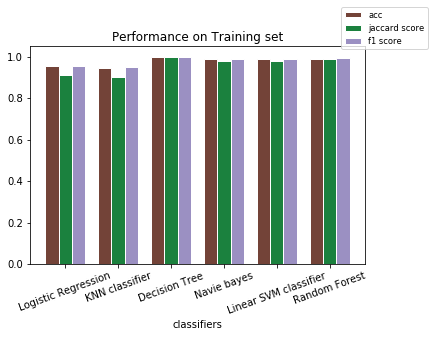 acc
jaccard score
f1 score
Performance on Training set
1.0
0.8
0.6
0.4
0.2
0.0
Logistic Regression
KNN classifier
Decision Tree
Navie bayes
Linear SVM classifier
Random Forest
classifiers